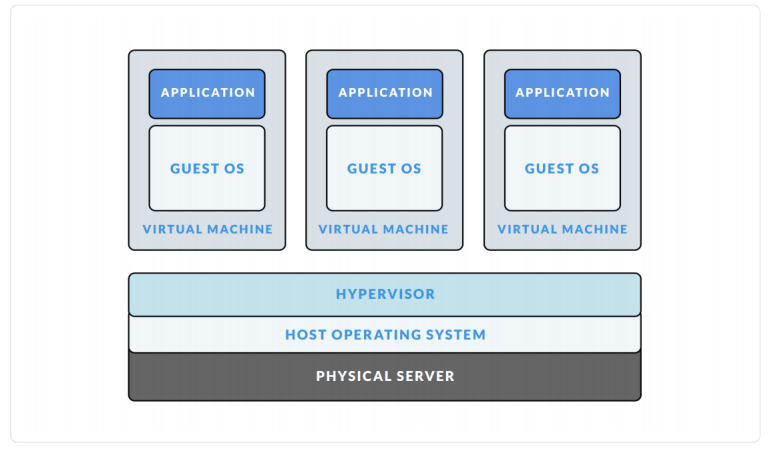 APPLICATION
APPLICATION
APPLICATION
GUEST OS
GUEST OS
GUEST OS
VIRTUAL MACHINE
VIRTUAL MACHINE
VIRTUAL MACHINE
HYPERVISOR
HOST OPERATING SYSTEM
PHYSICAL SERVER